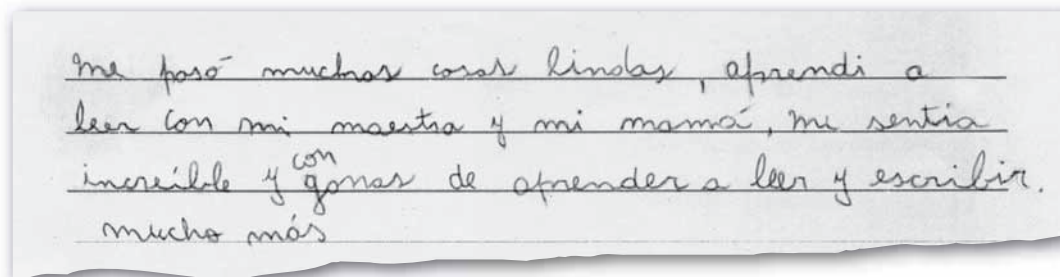 me pasó muchas cosas lindas, aprendi a
leer con mi maestra y mi mamá, me sentia
increíble y con ganas de aprender a leer y escribir.
mucho más